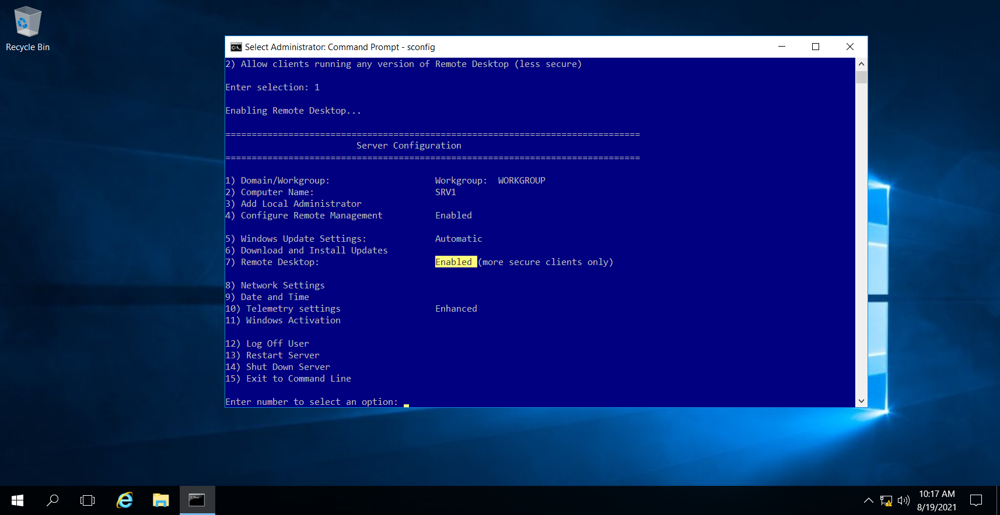 Recycle Bin
Select Administrator: Command Prompt - sconfig
2) Allow clients running any version of Remote Desktop (less secure)
Enter selection: 1
Enabling Remote Desktop...
===============================================================================
Server Configuration
===============================================================================
1) Domain/Workgroup: Workgroup: WORKGROUP
2) Computer Name: SRV1
3) Add Local Administrator
4) Configure Remote Management Enabled
5) Windows Update Settings: Automatic
6) Download and Install Updates
7) Remote Desktop: Enabled (more secure clients only)
8) Network Settings
9) Date and Time
10) Telemetry settings Enhanced
11) Windows Activation
12) Log Off User
13) Restart Server
14) Shut Down Server
15) Exit to Command Line
Enter number to select an option:
10:17 AM
8/19/2021